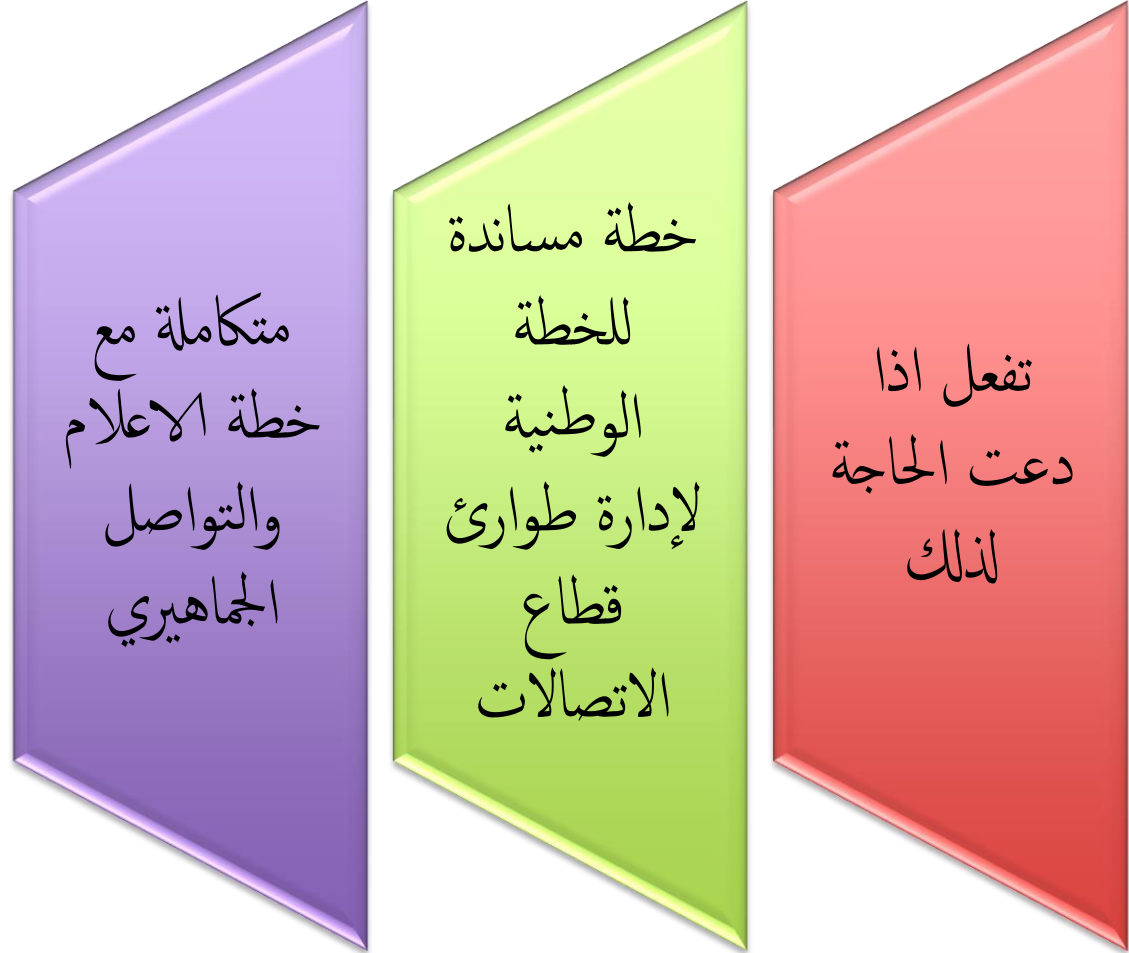 تفعل اذا
دعت الحاجة
لذلك
خطة مساندة
للخطة
الوطنية
لإدارة طوارئ
قطاع
الاتصالات
متكاملة مع
خطة الاعلام
والتواصل
الجماهيري